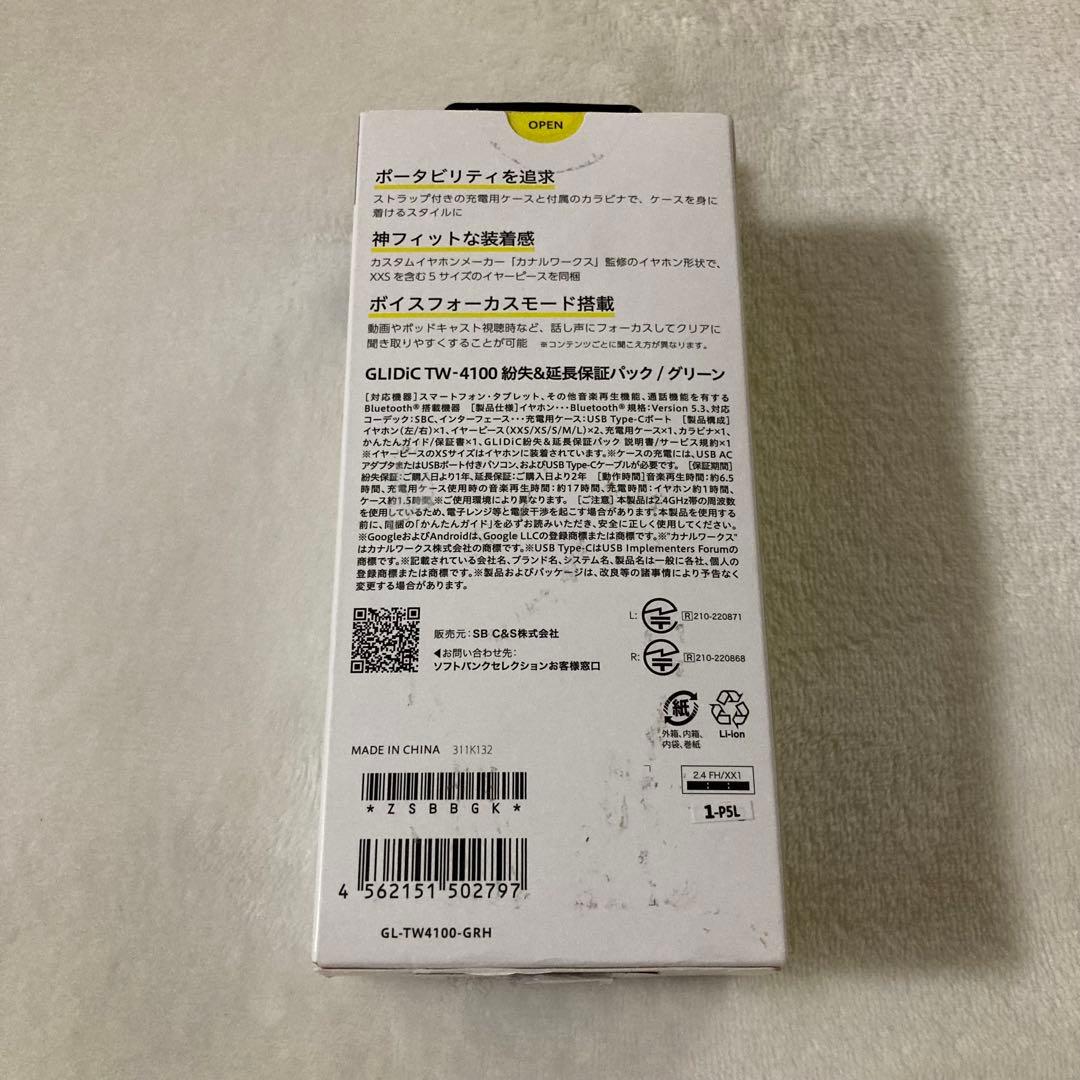 OPEN
ポータビリティを追求
ストラップ付きの充電用ケースと付属のカラビナで、ケースを身に
着けるスタイルに
神フィットな装着感
カスタムイヤホンメーカー「カナルワークス」監修のイヤホン形状で、
XXSを含む5サイズのイヤーピースを同梱
ボイスフォーカスモード搭載
動画やポッドキャスト視聴時など、話し声にフォーカスしてクリアに
聞き取りやすくすることが可能 ※コンテンツごとに聞こえ方が異なります。
GLIDiC TW-4100 紛失&延長保証パック / グリーン
[対応機器]スマートフォン・タブレット、その他音楽再生機能、通話機能を有する
Bluetooth®搭載機器 [製品仕様]イヤホン・・・Bluetooth®規格:Version 5.3、対応
コーデック:SBC、インターフェース・・・充電用ケース:USB Type-Cポート [製品構成]
イヤホン(左/右)×1、イヤーピース(XXS/XS/S/M/L)×2、充電用ケース×1、カラビナ×1、
かんたんガイド/保証書×1、GLIDiC紛失&延長保証パック 説明書/サービス規約×1
※イヤーピースのXSサイズはイヤホンに装着されています。※ケースの充電には、USB AC
アダプタまたはUSBポート付きパソコン、およびUSB Type-Cケーブルが必要です。 [保証期間]
紛失保証:ご購入日より1年、延長保証:ご購入日より2年 [動作時間]音楽再生時間:約6.5
時間、充電用ケース使用時の音楽再生時間:約17時間、充電時間:イヤホン約1時間、
ケース約1.5時間 ※ご使用環境により異なります。 [ご注意]本製品は2.4GHz帯の周波数
を使用しているため、電子レンジ等と電波干渉を起こす場合があります。本製品を使用する
前に、同梱の「かんたんガイド」を必ずお読みいただき、安全に正しく使用してください。
※GoogleおよびAndroidは、Google LLCの登録商標または商標です。※"カナルワークス"
はカナルワークス株式会社の商標です。※USB Type-CはUSB Implementers Forumの
商標です。※記載されている会社名、ブランド名、システム名、製品名は一般に各社、個人の
登録商標または商標です。※製品およびパッケージは、改良等の諸事情により予告なく
変更する場合があります。
販売元:SB C&S株式会社
◀お問い合わせ先:
ソフトバンクセレクションお客様窓口
L: R 210-220871
R: R 210-220868
紙
外箱、内箱、
内袋、巻紙
Li-ion
MADE IN CHINA 311K132
2.4 FH/XX1
1-P5L
*ZSBBGK*
4 562151 502797
GL-TW4100-GRH